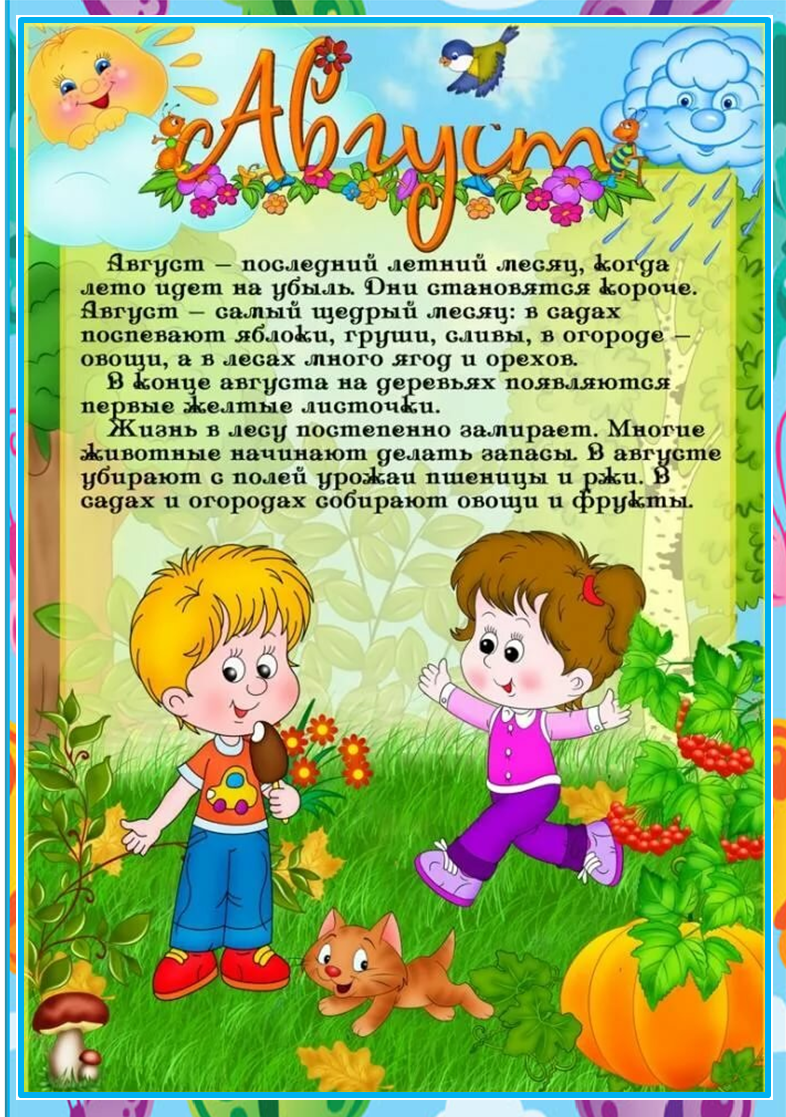 Август
Август – последний летний месяц, когда
лето идет на убыль. Дни становятся короче.
Август – самый щедрый месяц: в садах
поспевают яблоки, груши, сливы, в огороде –
овощи, а в лесах много ягод и орехов.
В конце августа на деревьях появляются
первые желтые листочки.
Жизнь в лесу постепенно замирает. Многие
животные начинают делать запасы. В августе
убирают с полей урожаи пшеницы и ржи. В
садах и огородах собирают овощи и фрукты.